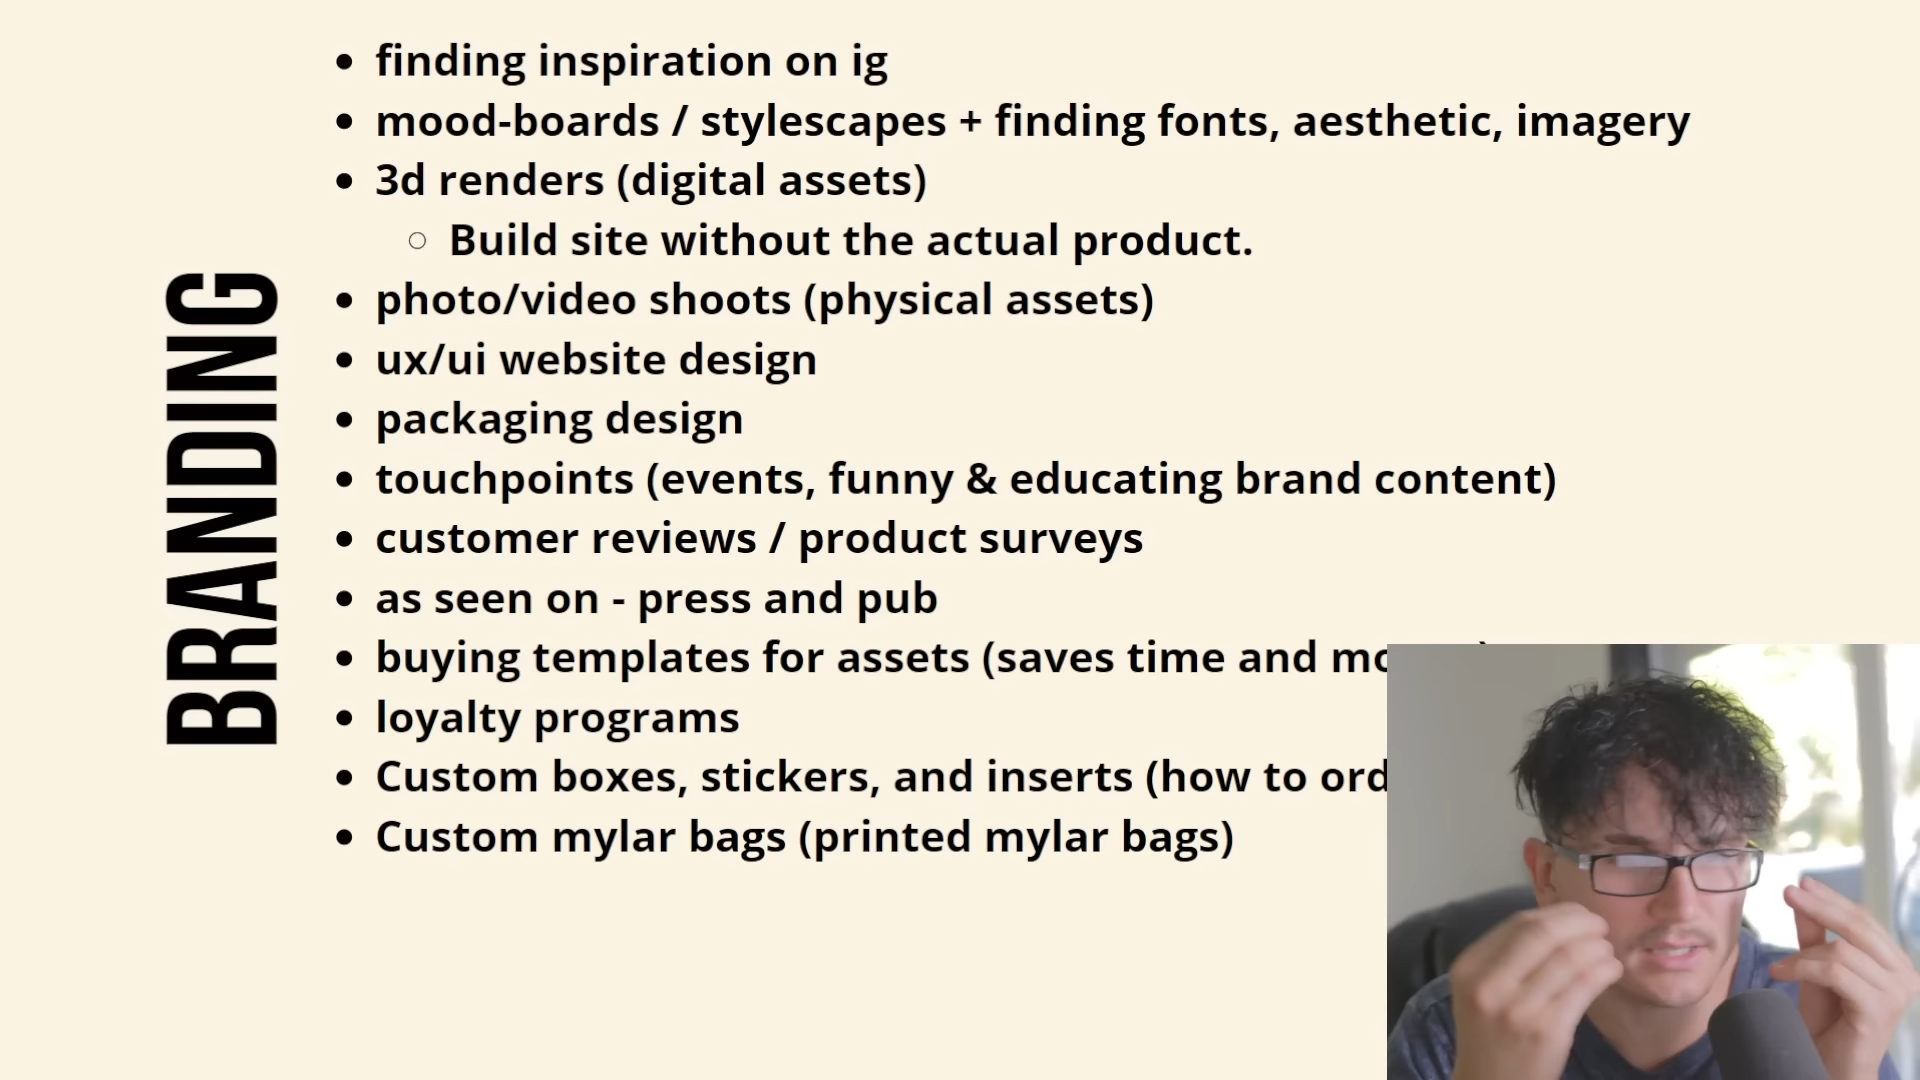 BRANDING
finding inspiration on ig
mood-boards / stylescapes + finding fonts, aesthetic, imagery
3d renders (digital assets)
Build site without the actual product.
photo/video shoots (physical assets)
ux/ui website design
packaging design
touchpoints (events, funny & educating brand content)
customer reviews / product surveys
as seen on - press and pub
buying templates for assets (saves time and
loyalty programs
Custom boxes, stickers, and inserts (how to
Custom mylar bags (printed mylar bags)